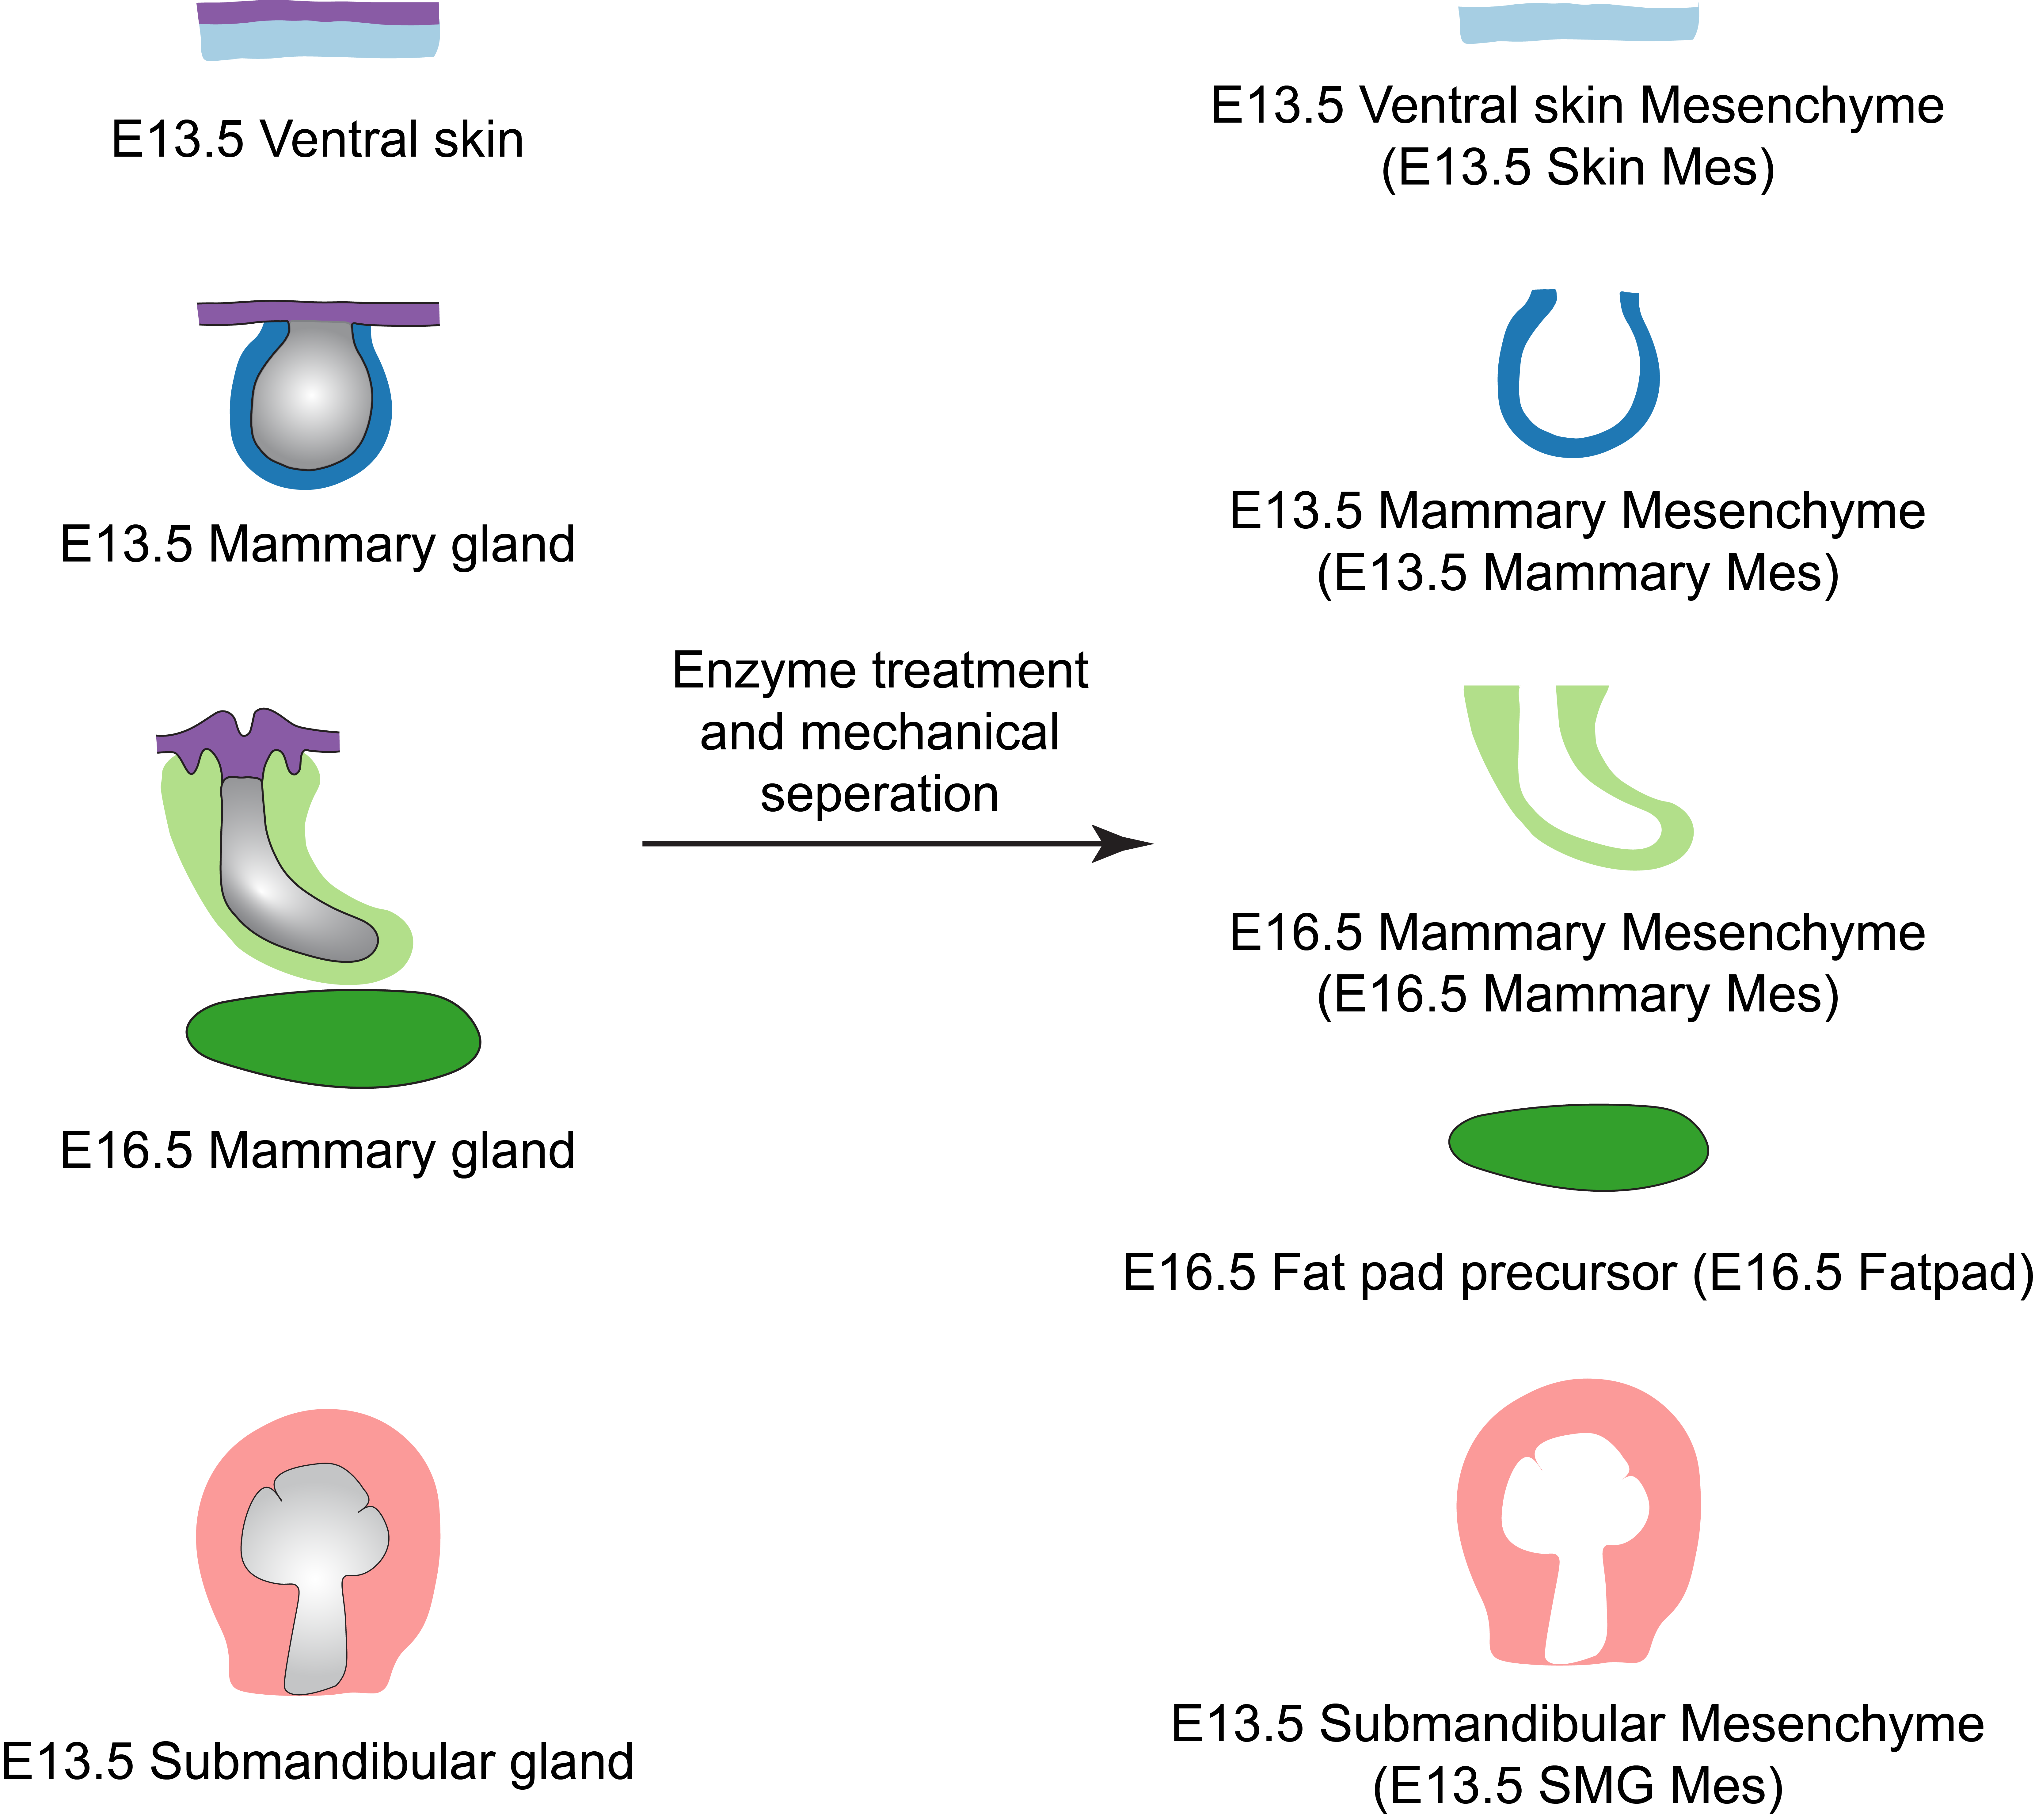 E13.5 Ventral skin
E13.5 Ventral skin Mesenchyme
(E13.5 Skin Mes)
E13.5 Mammary gland
E13.5 Mammary Mesenchyme
(E13.5 Mammary Mes)
Enzyme treatment
and mechanical
seperation
E16.5 Mammary gland
E16.5 Mammary Mesenchyme
(E16.5 Mammary Mes)
E16.5 Fat pad precursor (E16.5 Fatpad)
E13.5 Submandibular gland
E13.5 Submandibular Mesenchyme
(E13.5 SMG Mes)